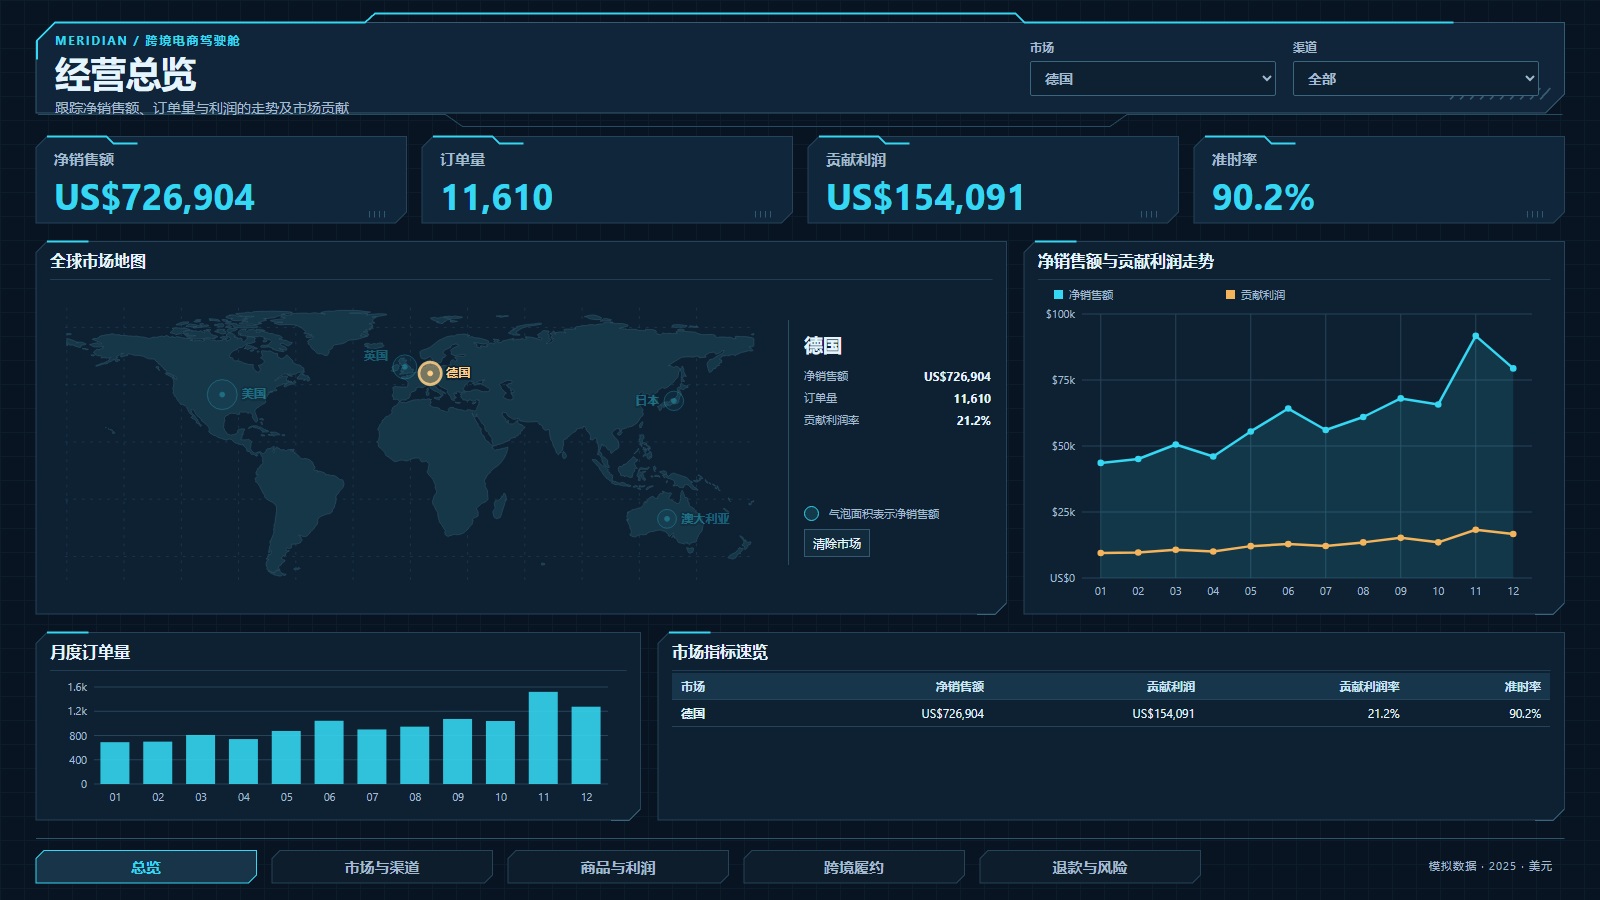 MERIDIAN / 跨境电商驾驶舱
经营总览
跟踪净销售额、订单量与利润的走势及市场贡献
市场
德国
渠道
全部
净销售额
US$726,904
订单量
11,610
贡献利润
US$154,091
准时率
90.2%
全球市场地图
英国
德国
美国
日本
澳大利亚
德国
净销售额 US$726,904
订单量 11,610
贡献利润率 21.2%
气泡面积表示净销售额
清除市场
净销售额与贡献利润走势
净销售额 贡献利润
$100k
$75k
$50k
$25k
US$0
01 02 03 04 05 06 07 08 09 10 11 12
月度订单量
1.6k
1.2k
800
400
0
01 02 03 04 05 06 07 08 09 10 11 12
市场指标速览
市场 净销售额 贡献利润 贡献利润率 准时率
德国 US$726,904 US$154,091 21.2% 90.2%
总览 市场与渠道 商品与利润 跨境履约 退款与风险
模拟数据 · 2025 · 美元